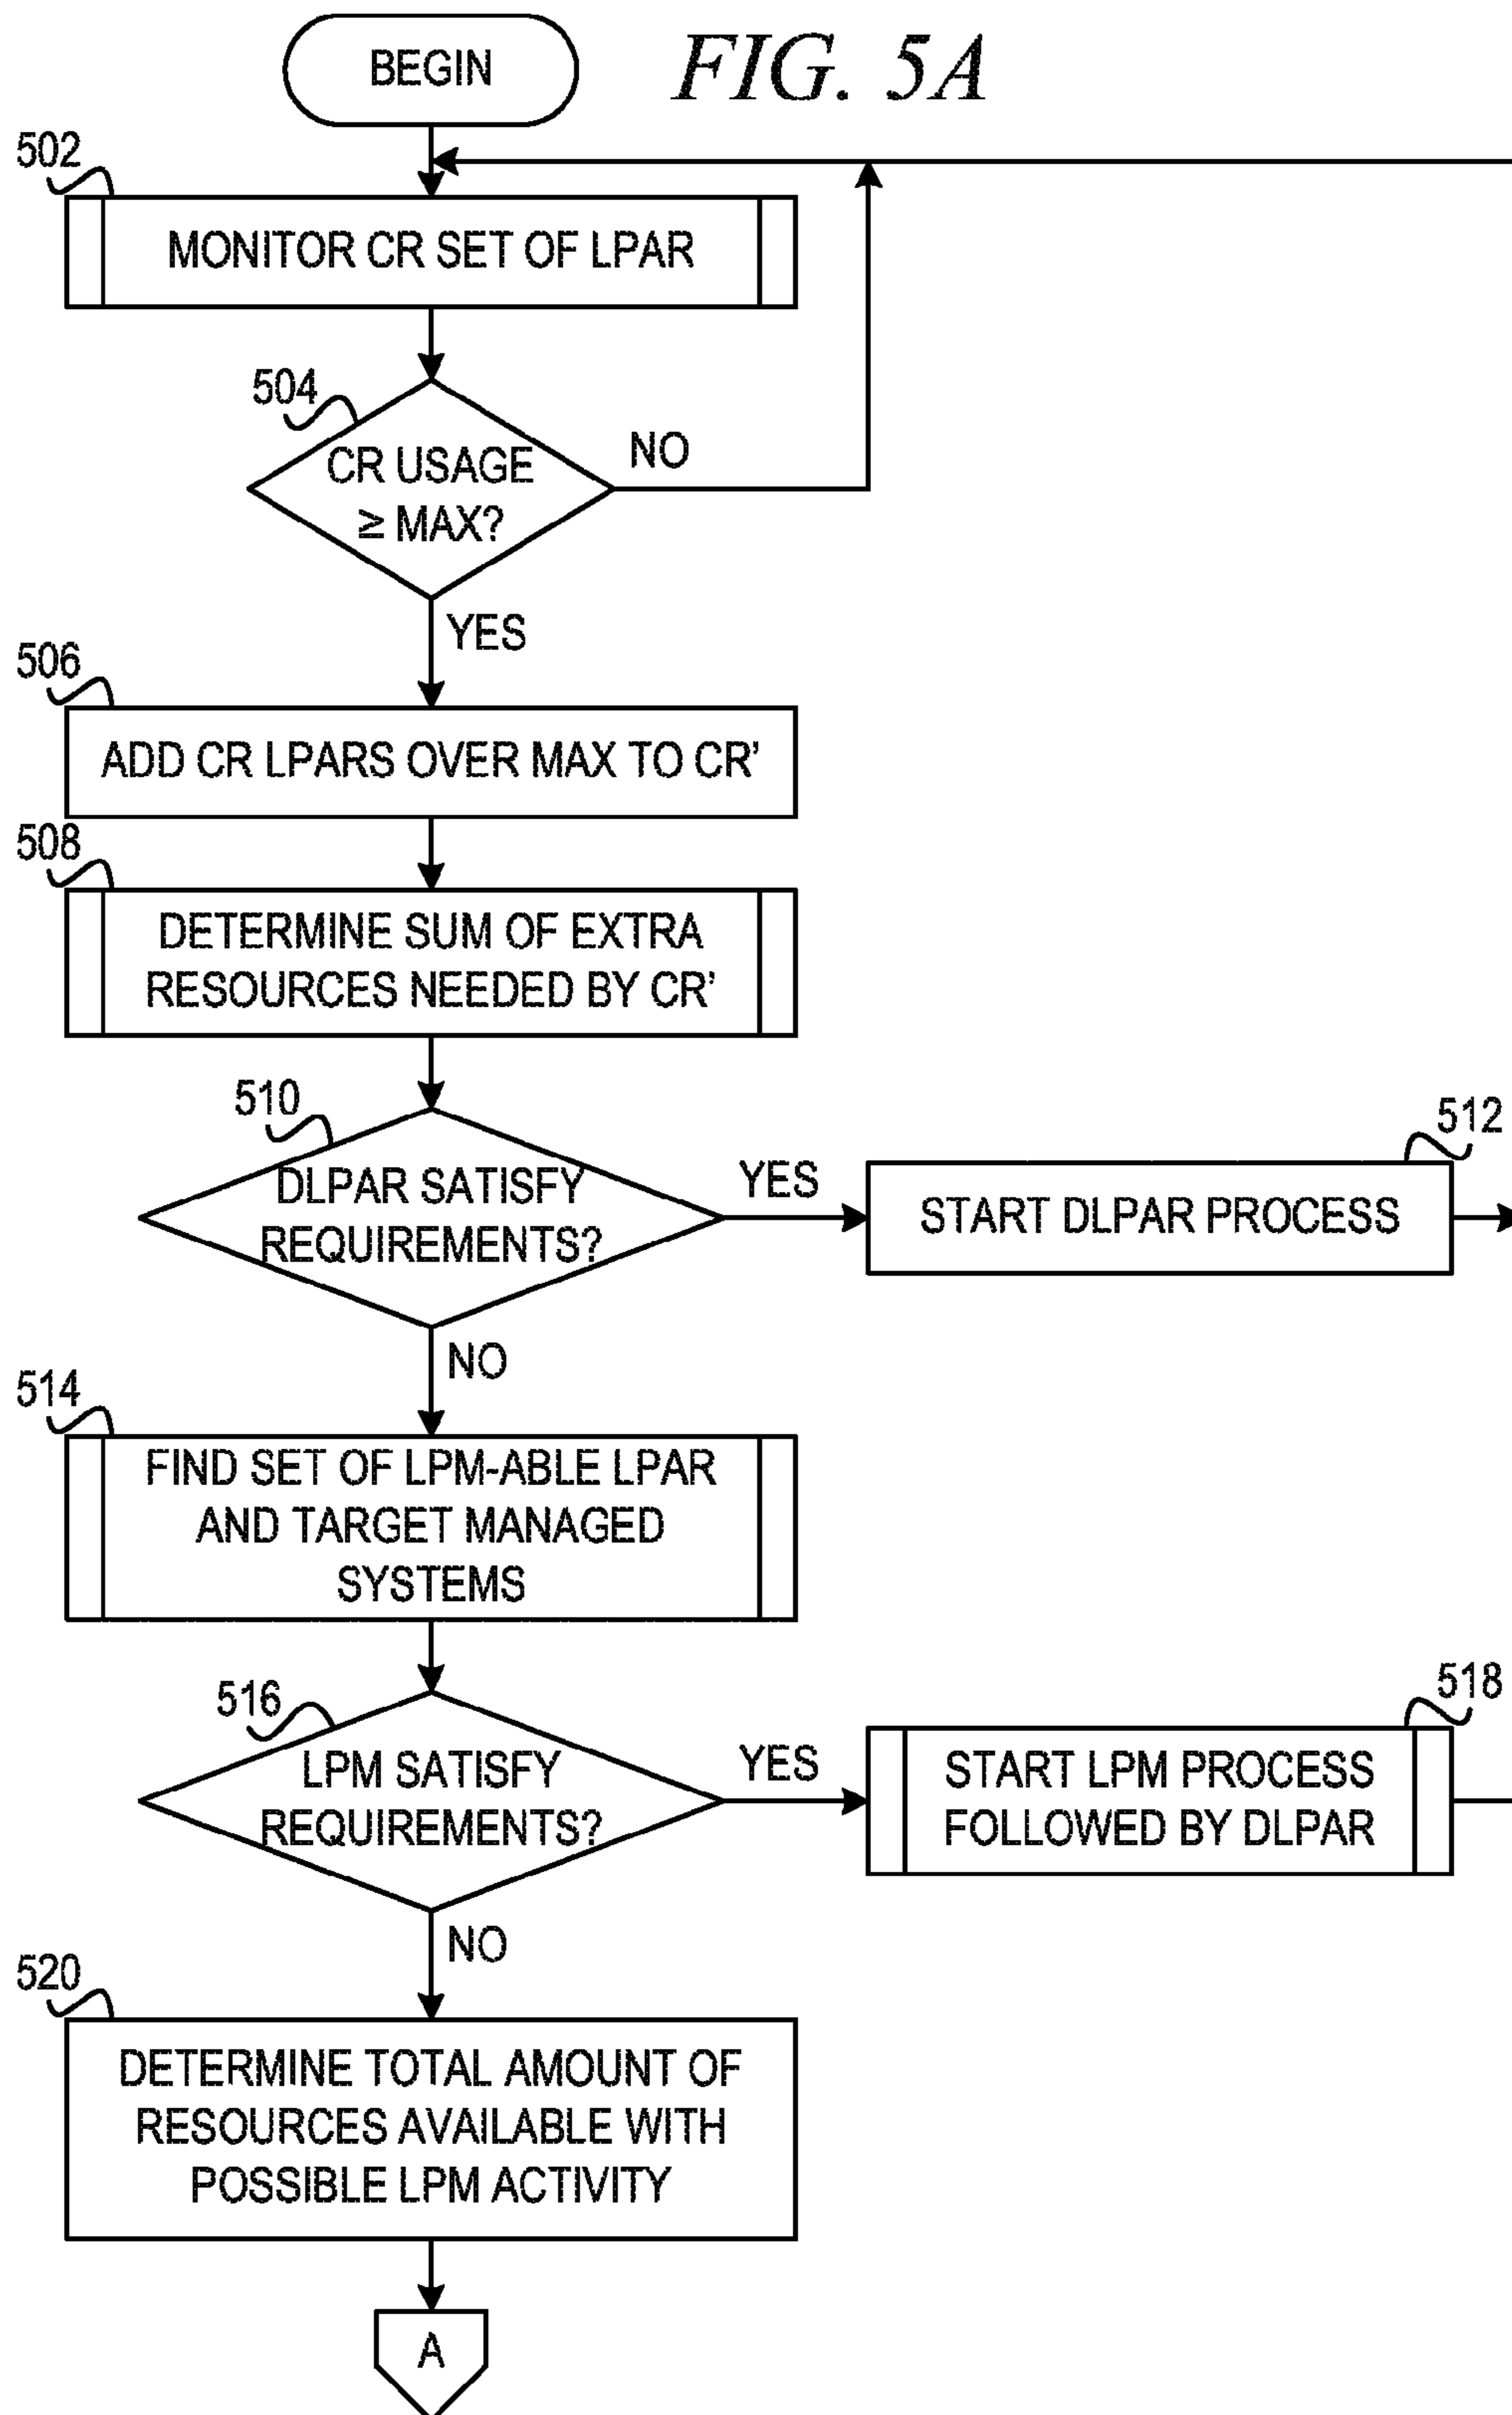 BEGIN
FIG. 5A
502
MONITOR CR SET OF LPAR
504
CR USAGE
≥ MAX?
NO
YES
506
ADD CR LPARS OVER MAX TO CR'
508
DETERMINE SUM OF EXTRA
RESOURCES NEEDED BY CR'
510
DLPAR SATISFY
REQUIREMENTS?
YES
512
START DLPAR PROCESS
NO
514
FIND SET OF LPM-ABLE LPAR
AND TARGET MANAGED
SYSTEMS
516
LPM SATISFY
REQUIREMENTS?
YES
518
START LPM PROCESS
FOLLOWED BY DLPAR
NO
520
DETERMINE TOTAL AMOUNT OF
RESOURCES AVAILABLE WITH
POSSIBLE LPM ACTIVITY
A